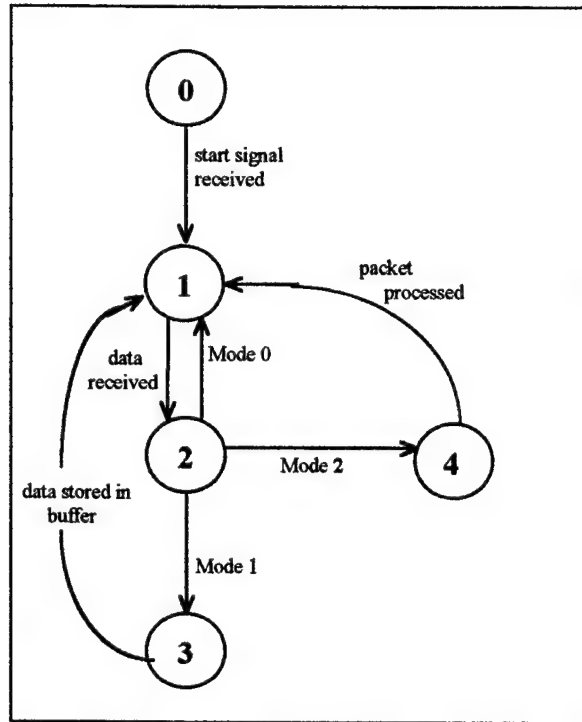 0
start signal
received
1
packet
processed
data
received
Mode 0
2
Mode 2
4
data stored in
buffer
Mode 1
3